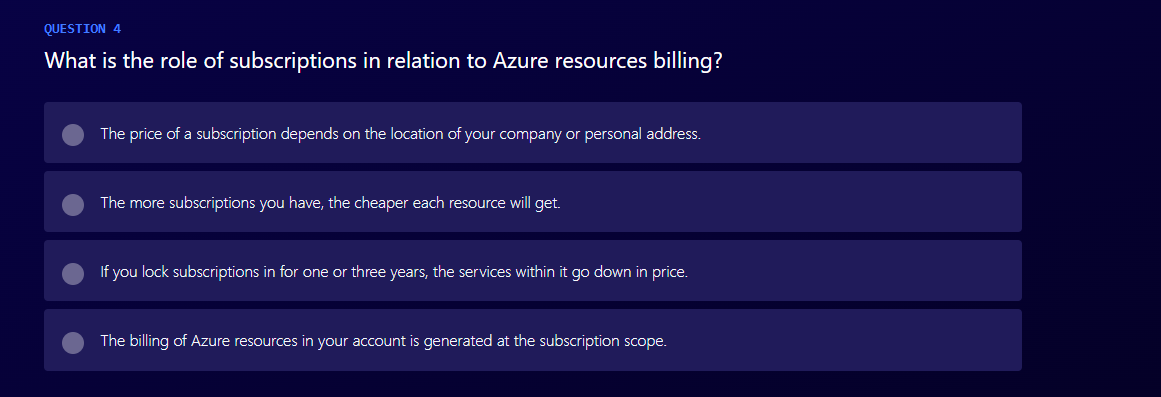 QUESTION 4
What is the role of subscriptions in relation to Azure resources billing?
The price of a subscription depends on the location of your company or personal address.
The more subscriptions you have, the cheaper each resource will get.
If you lock subscriptions in for one or three years, the services within it go down in price.
The billing of Azure resources in your account is generated at the subscription scope.